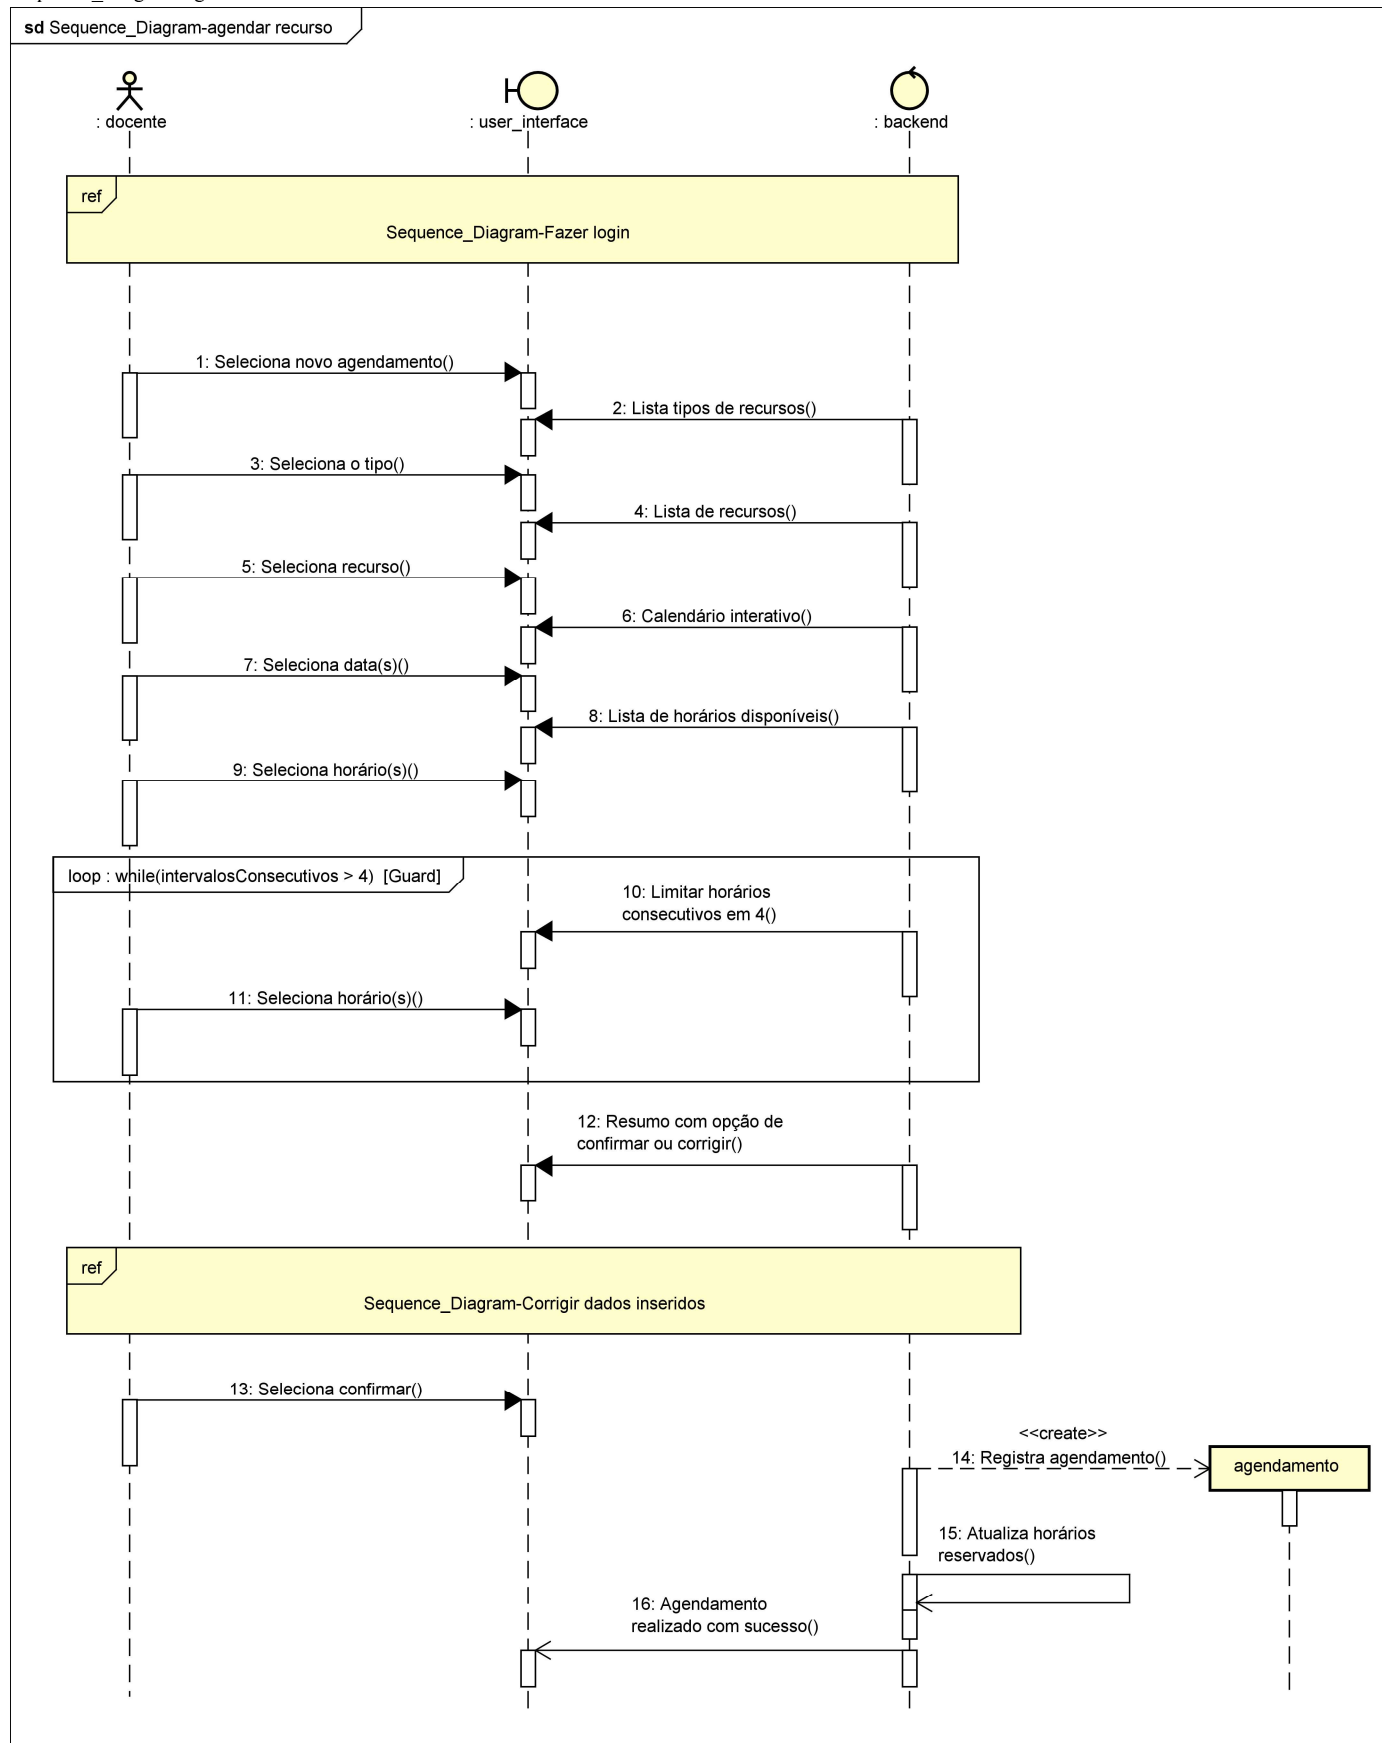 sd Sequence_Diagram-agendar recurso
: docente
: user_interface
: backend
ref
Sequence_Diagram-Fazer login
1: Seleciona novo agendamento()
2: Lista tipos de recursos()
3: Seleciona o tipo()
4: Lista de recursos()
5: Seleciona recurso()
6: Calendário interativo()
7: Seleciona data(s)()
8: Lista de horários disponíveis()
9: Seleciona horário(s)()
loop : while(intervalosConsecutivos > 4) [Guard]
10: Limitar horários
consecutivos em 4()
11: Seleciona horário(s)()
12: Resumo com opção de
confirmar ou corrigir()
ref
Sequence_Diagram-Corrigir dados inseridos
13: Seleciona confirmar()
<<create>>
14: Registra agendamento()
agendamento
15: Atualiza horários
reservados()
16: Agendamento
realizado com sucesso()